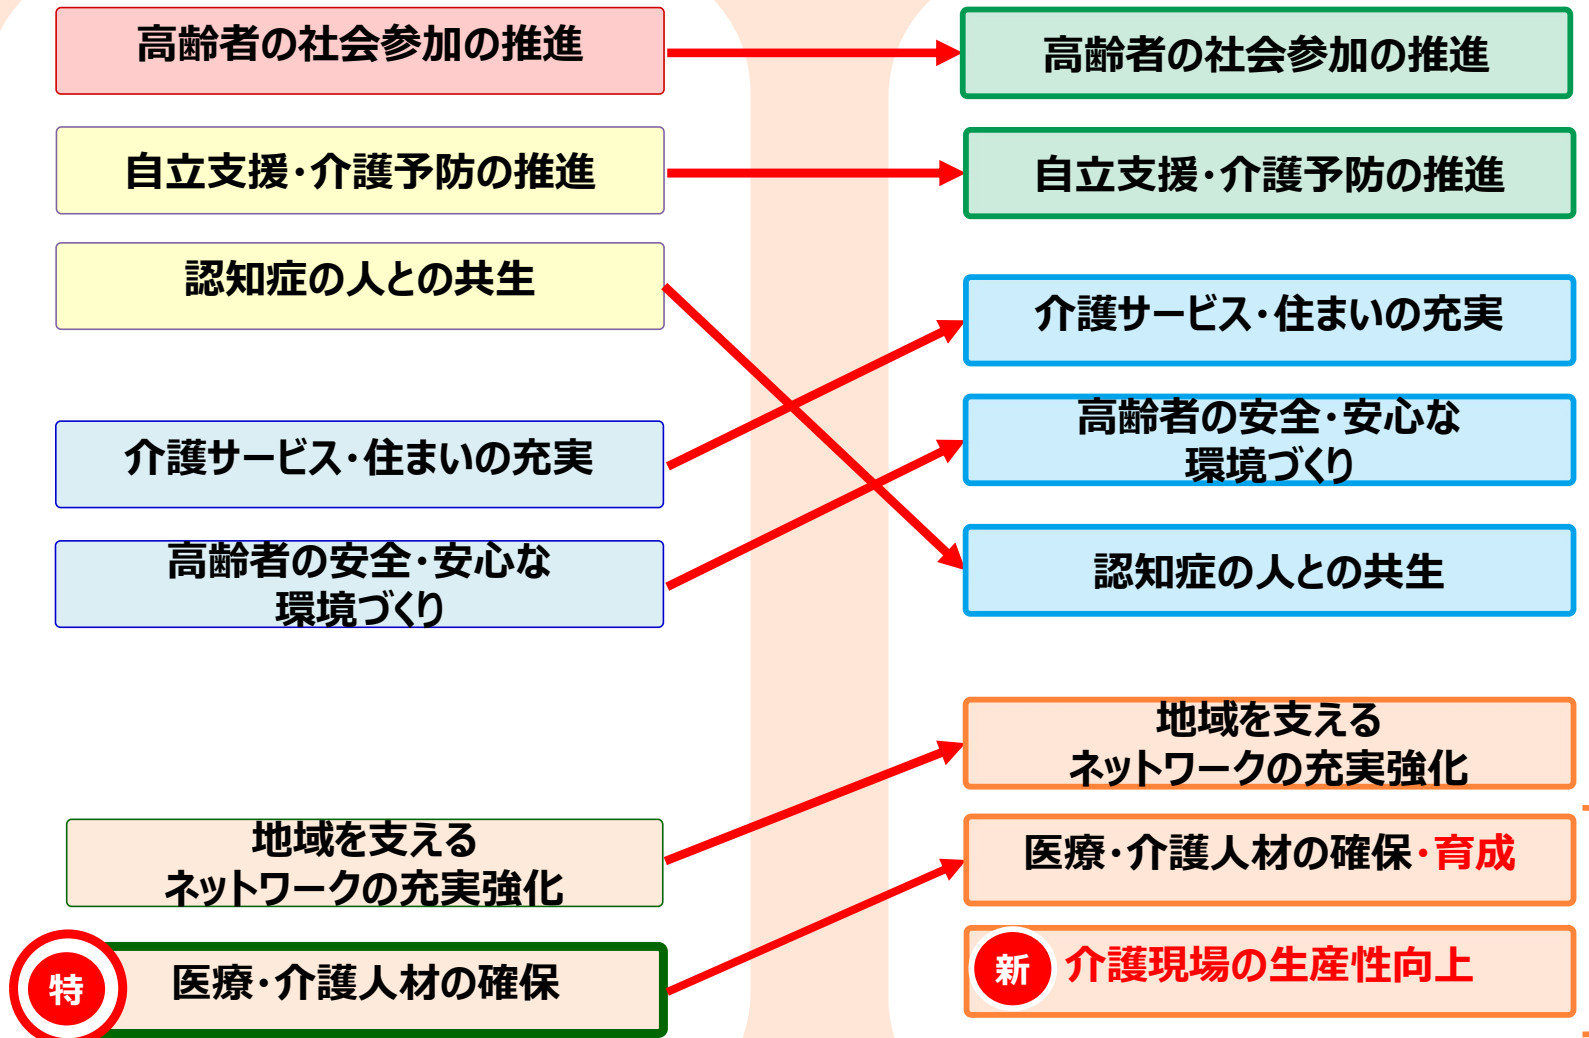 高齢者の社会参加の推進
自立支援・介護予防の推進
認知症の人との共生
介護サービス・住まいの充実
高齢者の安全・安心な
環境づくり
地域を支える
ネットワークの充実強化
特
医療・介護人材の確保
高齢者の社会参加の推進
自立支援・介護予防の推進
介護サービス・住まいの充実
高齢者の安全・安心な
環境づくり
認知症の人との共生
地域を支える
ネットワークの充実強化
医療・介護人材の確保・育成
新 介護現場の生産性向上